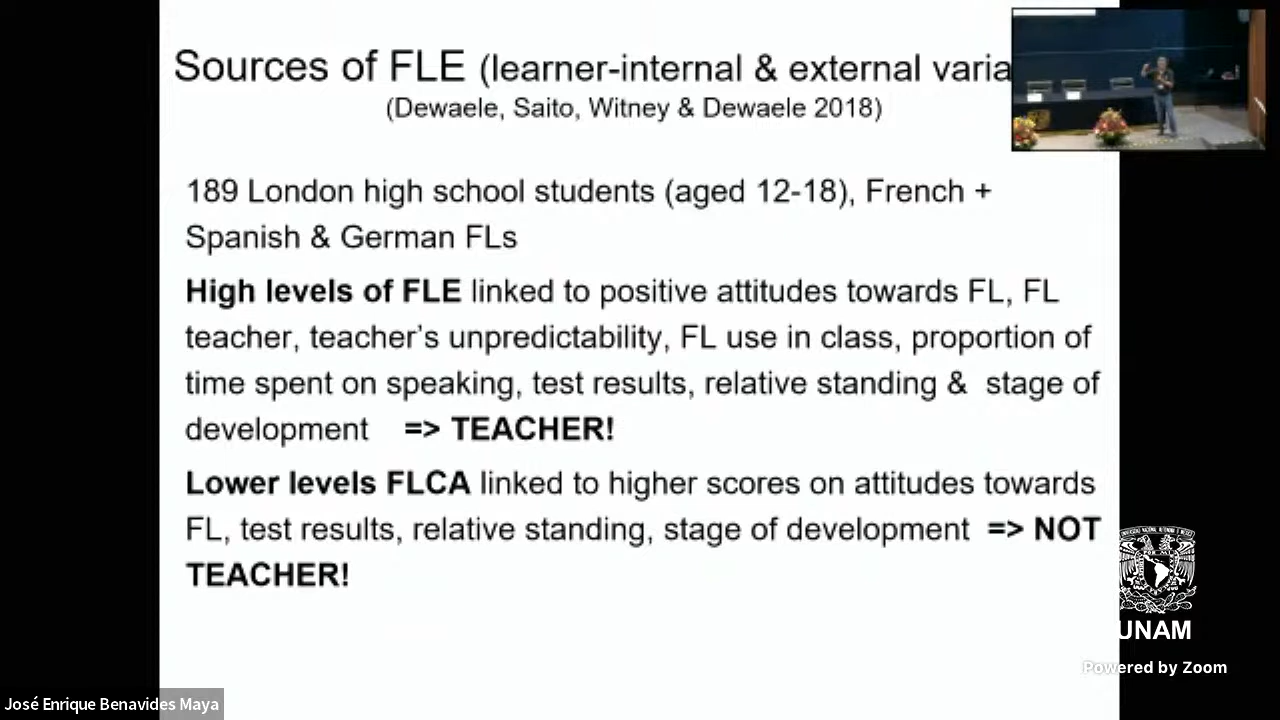 Sources of FLE (learner-internal & external varia
(Dewaele, Saito, Witney & Dewaele 2018)
189 London high school students (aged 12-18), French +
Spanish & German FLs
High levels of FLE linked to positive attitudes towards FL, FL
teacher, teacher’s unpredictability, FL use in class, proportion of
time spent on speaking, test results, relative standing & stage of
development => TEACHER!
Lower levels FLCA linked to higher scores on attitudes towards
FL, test results, relative standing, stage of development => NOT
TEACHER!
UNAM
Powered by Zoom
José Enrique Benavides Maya